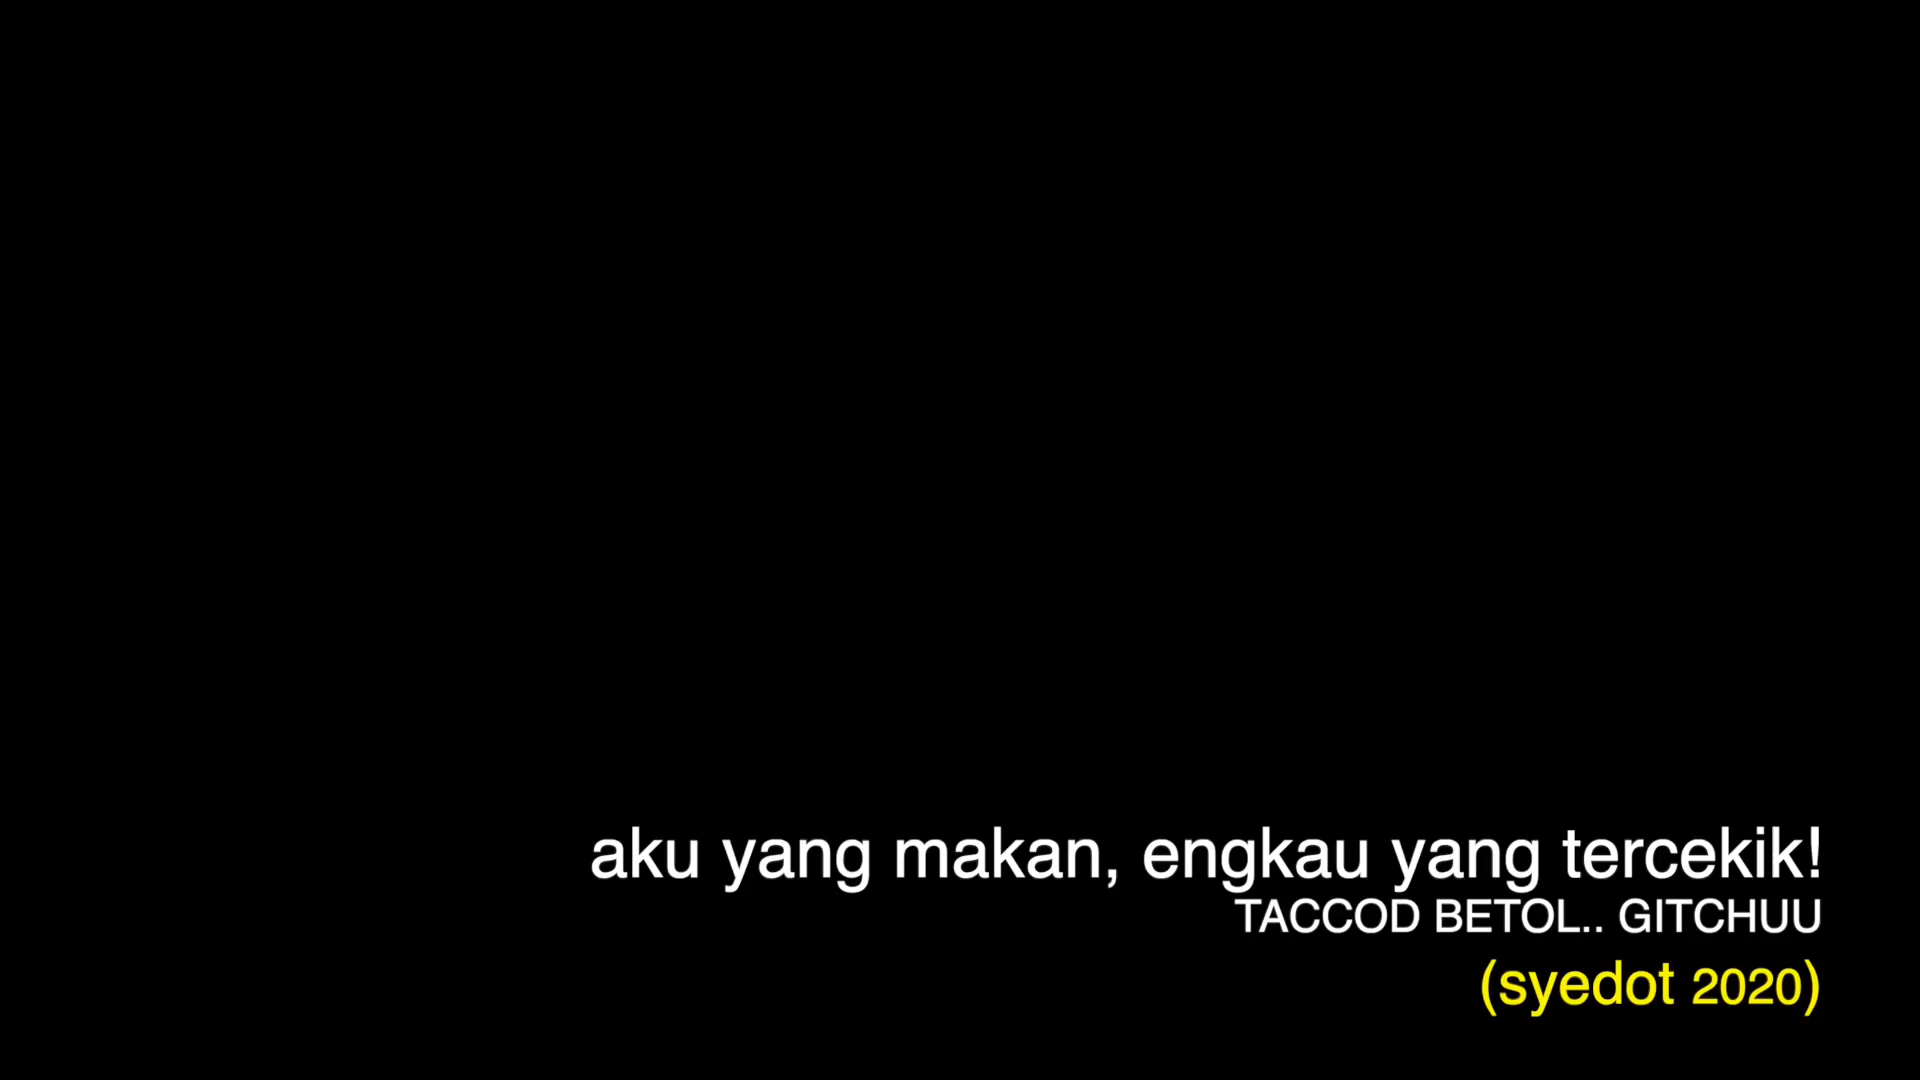 aku yang makan, engkau yang tercekik!
TACCOD BETOL.. GITCHUU
(syedot 2020)